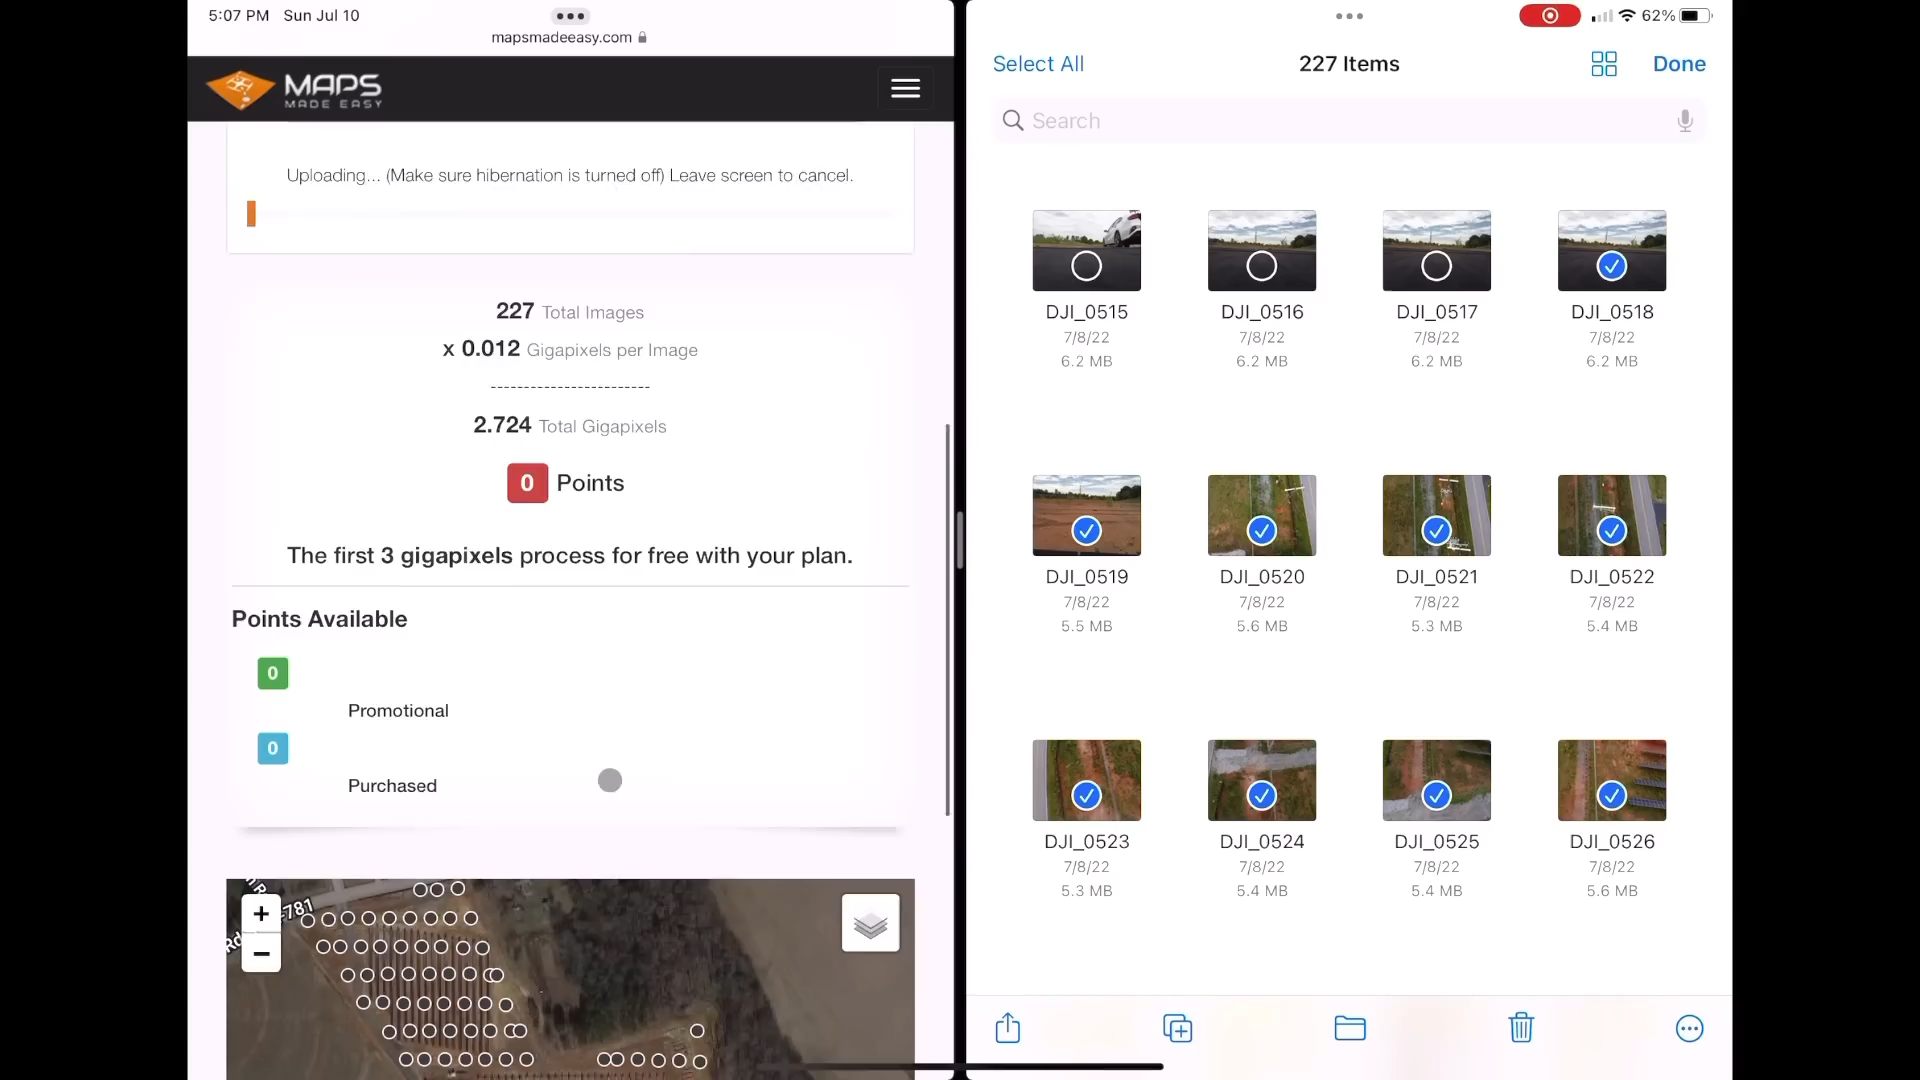 5:07 PM Sun Jul 10
mapsmadeeasy.com
MAPS
MADE EASY
Uploading... (Make sure hibernation is turned off) Leave screen to cancel.
227 Total Images
x 0.012 Gigapixels per Image
------------------------
2.724 Total Gigapixels
0 Points
The first 3 gigapixels process for free with your plan.
Points Available
0
Promotional
0
Purchased
+
-781
Rd
−
62%
Select All
227 Items
Done
Search
DJI_0515
7/8/22
6.2 MB
DJI_0516
7/8/22
6.2 MB
DJI_0517
7/8/22
6.2 MB
DJI_0518
7/8/22
6.2 MB
DJI_0519
7/8/22
5.5 MB
DJI_0520
7/8/22
5.6 MB
DJI_0521
7/8/22
5.3 MB
DJI_0522
7/8/22
5.4 MB
DJI_0523
7/8/22
5.3 MB
DJI_0524
7/8/22
5.4 MB
DJI_0525
7/8/22
5.4 MB
DJI_0526
7/8/22
5.6 MB